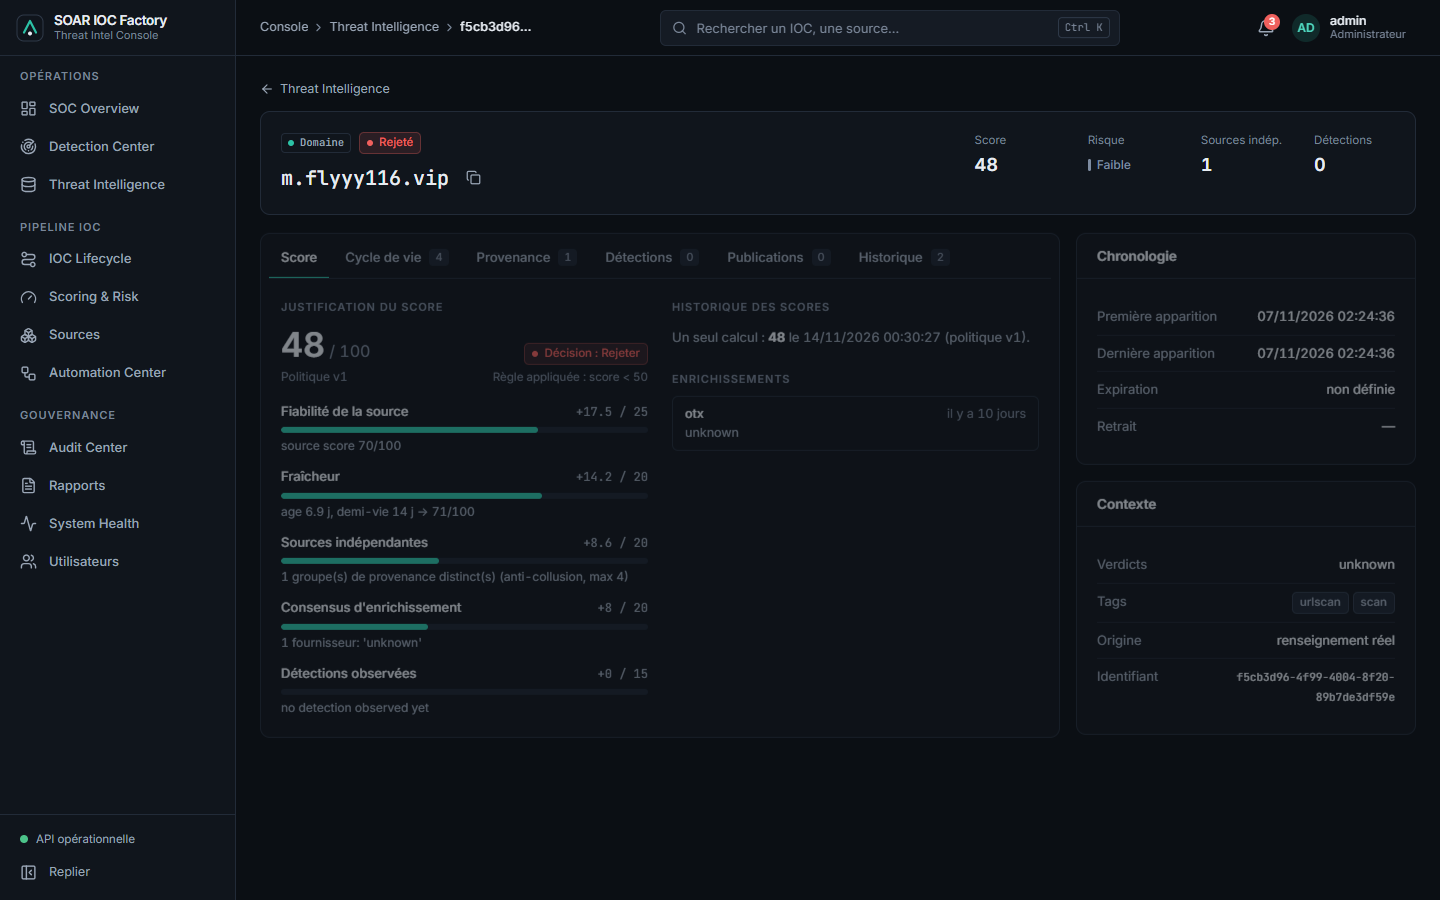 SOAR IOC Factory
Threat Intel Console
OPÉRATIONS
SOC Overview
Detection Center
Threat Intelligence
PIPELINE IOC
IOC Lifecycle
Scoring & Risk
Sources
Automation Center
GOUVERNANCE
Audit Center
Rapports
System Health
Utilisateurs
API opérationnelle
Replier
Console > Threat Intelligence > f5cb3d96...
Rechercher un IOC, une source...
Ctrl K
3
AD
admin
Administrateur
← Threat Intelligence
Domaine
Rejeté
m.flyyy116.vip
Score
48
Risque
Faible
Sources indép.
1
Détections
0
Score
Cycle de vie 4
Provenance 1
Détections 0
Publications 0
Historique 2
JUSTIFICATION DU SCORE
48 / 100
Décision : Rejeter
Politique v1
Règle appliquée : score < 50
Fiabilité de la source +17.5 / 25
source score 70/100
Fraîcheur +14.2 / 20
age 6.9 j, demi-vie 14 j → 71/100
Sources indépendantes +8.6 / 20
1 groupe(s) de provenance distinct(s) (anti-collusion, max 4)
Consensus d'enrichissement +8 / 20
1 fournisseur: 'unknown'
Détections observées +0 / 15
no detection observed yet
HISTORIQUE DES SCORES
Un seul calcul : 48 le 14/11/2026 00:30:27 (politique v1).
ENRICHISSEMENTS
otx il y a 10 jours
unknown
Chronologie
Première apparition 07/11/2026 02:24:36
Dernière apparition 07/11/2026 02:24:36
Expiration non définie
Retrait —
Contexte
Verdicts unknown
Tags urlscan scan
Origine renseignement réel
Identifiant f5cb3d96-4f99-4004-8f20-
89b7de3df59e